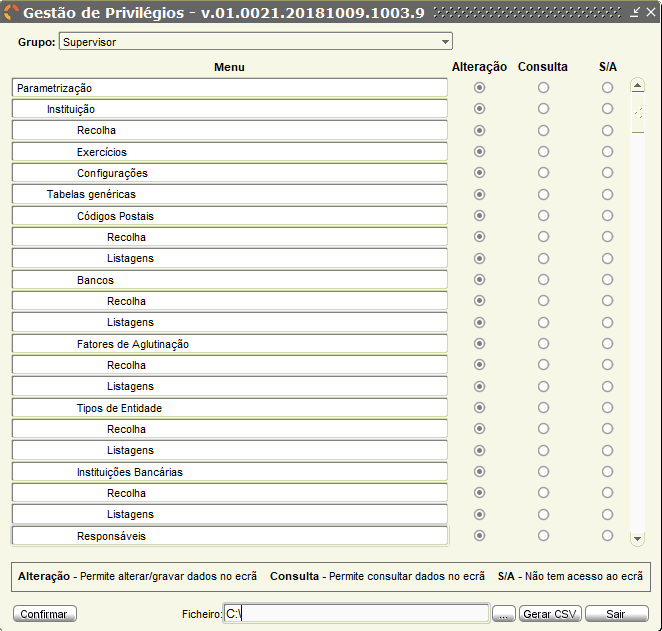 Gestão de Privilégios - v.01.0021.20181009.1003.9
Grupo: Supervisor
Menu Alteração Consulta S/A
Parametrização
Instituição
Recolha
Exercícios
Configurações
Tabelas genéricas
Códigos Postais
Recolha
Listagens
Bancos
Recolha
Listagens
Fatores de Aglutinação
Recolha
Listagens
Tipos de Entidade
Recolha
Listagens
Instituições Bancárias
Recolha
Listagens
Responsáveis
Alteração - Permite alterar/gravar dados no ecrã Consulta - Permite consultar dados no ecrã S/A - Não tem acesso ao ecrã
Confirmar Ficheiro: C:\ ... Gerar CSV Sair